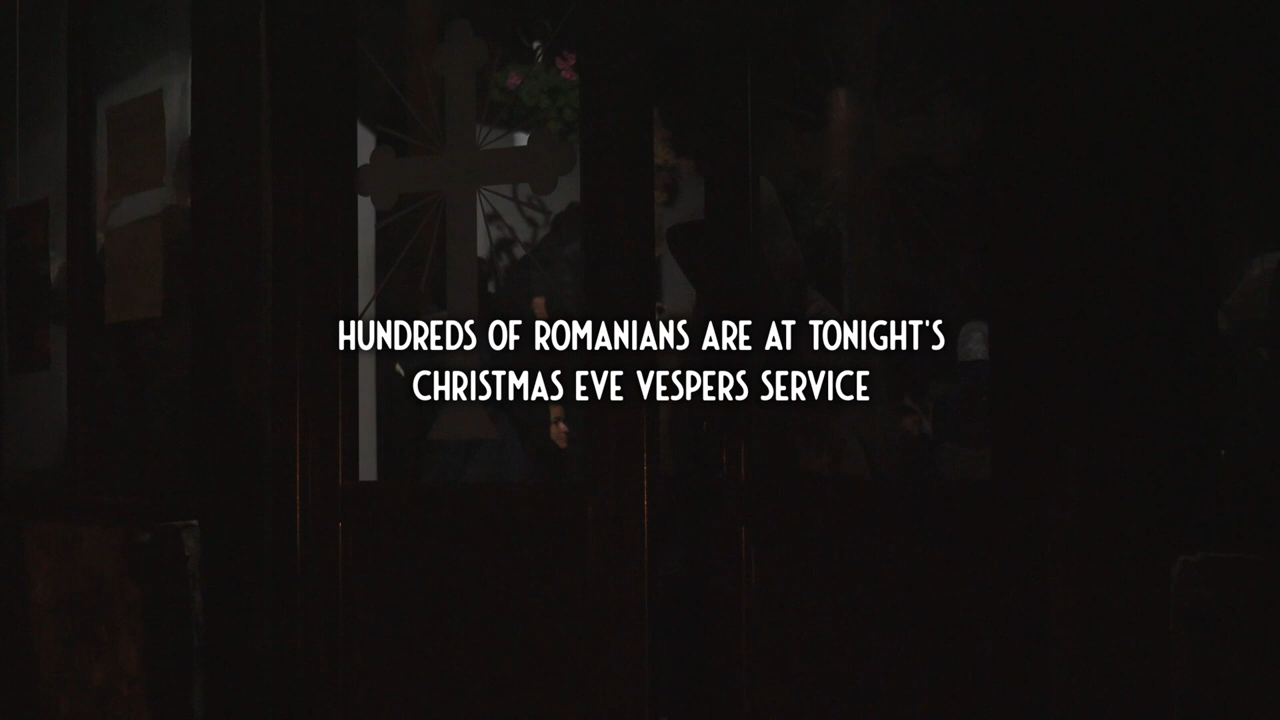 HUNDREDS OF ROMANIANS ARE AT TONIGHT'S
CHRISTMAS EVE VESPERS SERVICE